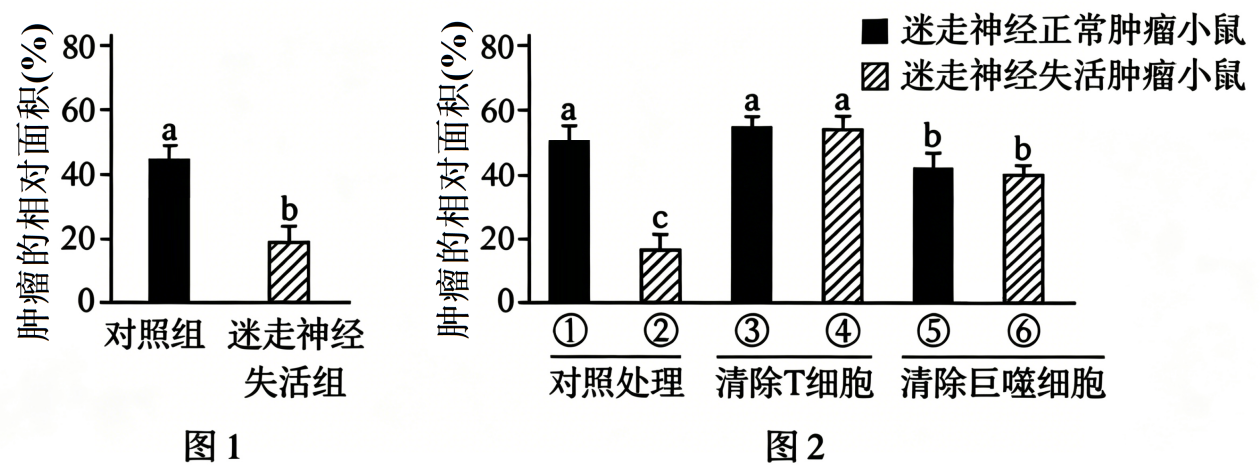 肿瘤的相对面积(%)
80
60
40
20
0
a
b
对照组
迷走神经
失活组
图1
肿瘤的相对面积(%)
80
60
40
20
0
迷走神经正常肿瘤小鼠
迷走神经失活肿瘤小鼠
a
c
a
a
b
b
① ② ③ ④ ⑤ ⑥
对照处理 清除T细胞 清除巨噬细胞
图2